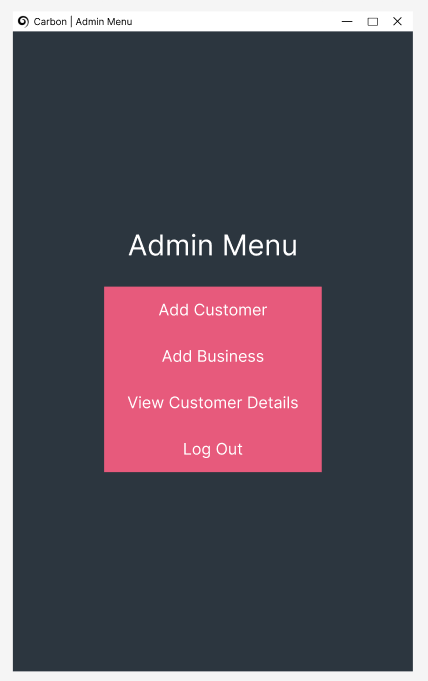 Carbon | Admin Menu
Admin Menu
Add Customer
Add Business
View Customer Details
Log Out